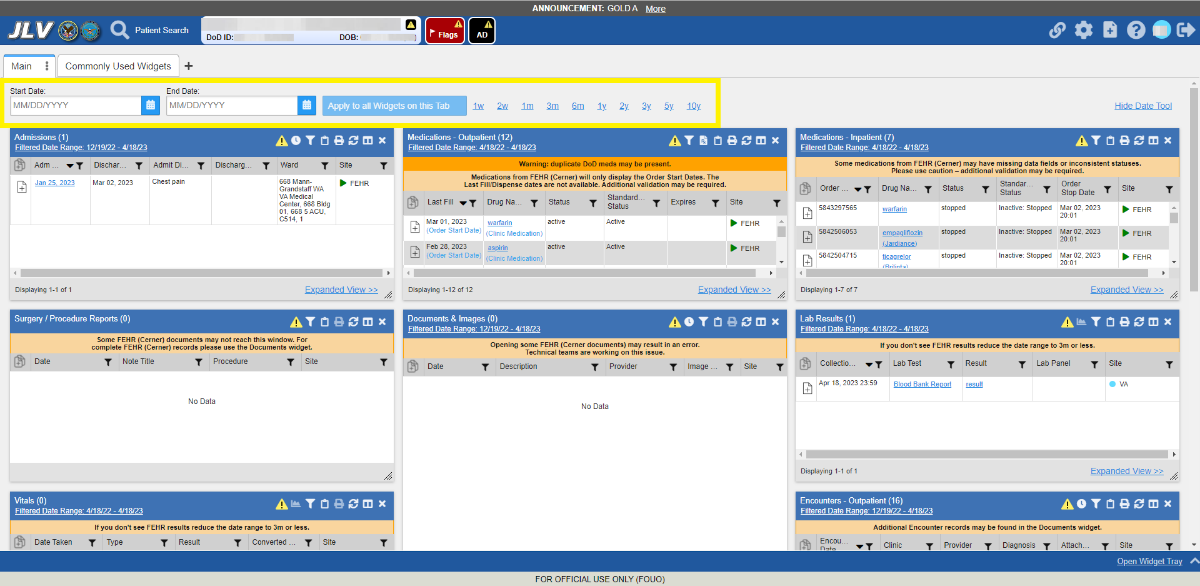 ANNOUNCEMENT: GOLD A More
JLV Patient Search
DoD ID: DOB: Flags AD
Main Commonly Used Widgets +
Start Date: End Date:
MM/DD/YYYY MM/DD/YYYY Apply to all Widgets on this Tab 1w 2w 1m 3m 6m 1y 2y 3y 5y 10y Hide Date Tool
Admissions (1)
Filtered Date Range: 12/19/22 - 4/18/23
Adm ... Dischar... Admit Di... Discharg... Ward Site
Jan 25, 2023 Mar 02, 2023 Chest pain 668 Mann- FEHR
Grandstaff WA
VA Medical
Center, 668 Bldg
01, 668 5 ACU,
C514, 1
Displaying 1-1 of 1 Expanded View >>
Medications - Outpatient (12)
Filtered Date Range: 4/18/22 - 4/18/23
Warning: duplicate DoD meds may be present.
Medications from FEHR (Cerner) will only display the Order Start Dates. The
Last Fill/Dispense dates are not available. Additional validation may be required.
Last Fill Drug Na... Status Standard... Status Expires Site
Mar 01, 2023 warfarin active Active FEHR
(Order Start Date) (Clinic Medication)
Feb 28, 2023 aspirin active Active FEHR
(Order Start Date) (Clinic Medication)
Displaying 1-12 of 12 Expanded View >>
Medications - Inpatient (7)
Filtered Date Range: 4/18/22 - 4/18/23
Some medications from FEHR (Cerner) may have missing data fields or inconsistent statuses.
Please use caution – additional validation may be required.
Order ... Drug Na... Status Standar... Status Order Stop Date Site
5843297565 warfarin stopped Inactive: Stopped Mar 02, 2023 FEHR
20:01
5842506053 empagliflozin stopped Inactive: Stopped Mar 02, 2023 FEHR
(Jardiance) 20:01
5842504715 ticagrelor stopped Inactive: Stopped Mar 02, 2023 FEHR
(Brilinta) 20:01
Displaying 1-7 of 7 Expanded View >>
Surgery / Procedure Reports (0)
Some FEHR (Cerner) documents may not reach this window. For
complete FEHR (Cerner) records please use the Documents widget.
Date Note Title Procedure Site
No Data
Documents & Images (0)
Filtered Date Range: 12/19/22 - 4/18/23
Opening some FEHR (Cerner documents) may result in an error.
Technical teams are working on this issue.
Date Description Provider Image ... Site
No Data
Lab Results (1)
Filtered Date Range: 4/18/22 - 4/18/23
If you don't see FEHR results reduce the date range to 3m or less.
Collectio... Lab Test Result Lab Panel Site
Apr 18, 2023 23:59 Blood Bank Report result VA
Displaying 1-1 of 1 Expanded View >>
Vitals (0)
Filtered Date Range: 4/18/22 - 4/18/23
If you don't see FEHR results reduce the date range to 3m or less.
Date Taken Type Result Converted ... Site
Encounters - Outpatient (16)
Filtered Date Range: 12/19/22 - 4/18/23
Additional Encounter records may be found in the Documents widget.
Encou... Date Clinic Provider Diagnosis Attach... Site
Open Widget Tray
FOR OFFICIAL USE ONLY (FOUO)